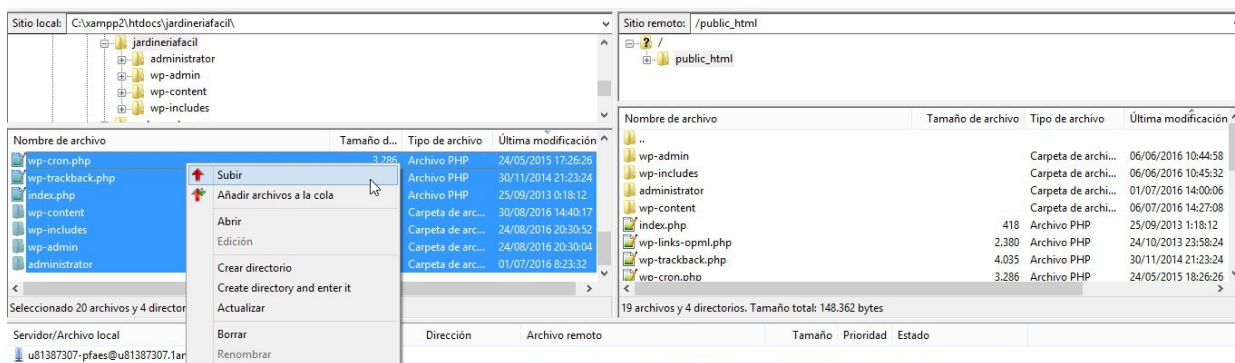 Sitio local: C:\xampp2\htdocs\jardineriafacil\
jardineriafacil
administrator
wp-admin
wp-content
wp-includes
Nombre de archivo Tamaño d... Tipo de archivo Última modificación
wp-cron.php 3.286 Archivo PHP 24/05/2015 17:26:26
wp-trackback.php Archivo PHP 30/11/2014 21:23:24
index.php Archivo PHP 25/09/2013 0:18:12
wp-content Carpeta de arc... 30/08/2016 14:40:17
wp-includes Carpeta de arc... 24/08/2016 20:30:52
wp-admin Carpeta de arc... 24/08/2016 20:30:04
administrator Carpeta de arc... 01/07/2016 8:23:32
Seleccionado 20 archivos y 4 director
Subir
Añadir archivos a la cola
Abrir
Edición
Crear directorio
Create directory and enter it
Actualizar
Borrar
Renombrar
Sitio remoto: /public_html
/
public_html
Nombre de archivo Tamaño de archivo Tipo de archivo Última modificación
..
wp-admin Carpeta de archi... 06/06/2016 10:44:58
wp-includes Carpeta de archi... 06/06/2016 10:45:32
administrator Carpeta de archi... 01/07/2016 14:00:06
wp-content Carpeta de archi... 06/07/2016 14:27:08
index.php 418 Archivo PHP 25/09/2013 1:18:12
wp-links-opml.php 2.380 Archivo PHP 24/10/2013 23:58:24
wp-trackback.php 4.035 Archivo PHP 30/11/2014 21:23:24
wp-cron.php 3.286 Archivo PHP 24/05/2015 18:26:26
19 archivos y 4 directorios. Tamaño total: 148.362 bytes
Servidor/Archivo local Dirección Archivo remoto Tamaño Prioridad Estado
u81387307-pfaes@u81387307.1ar